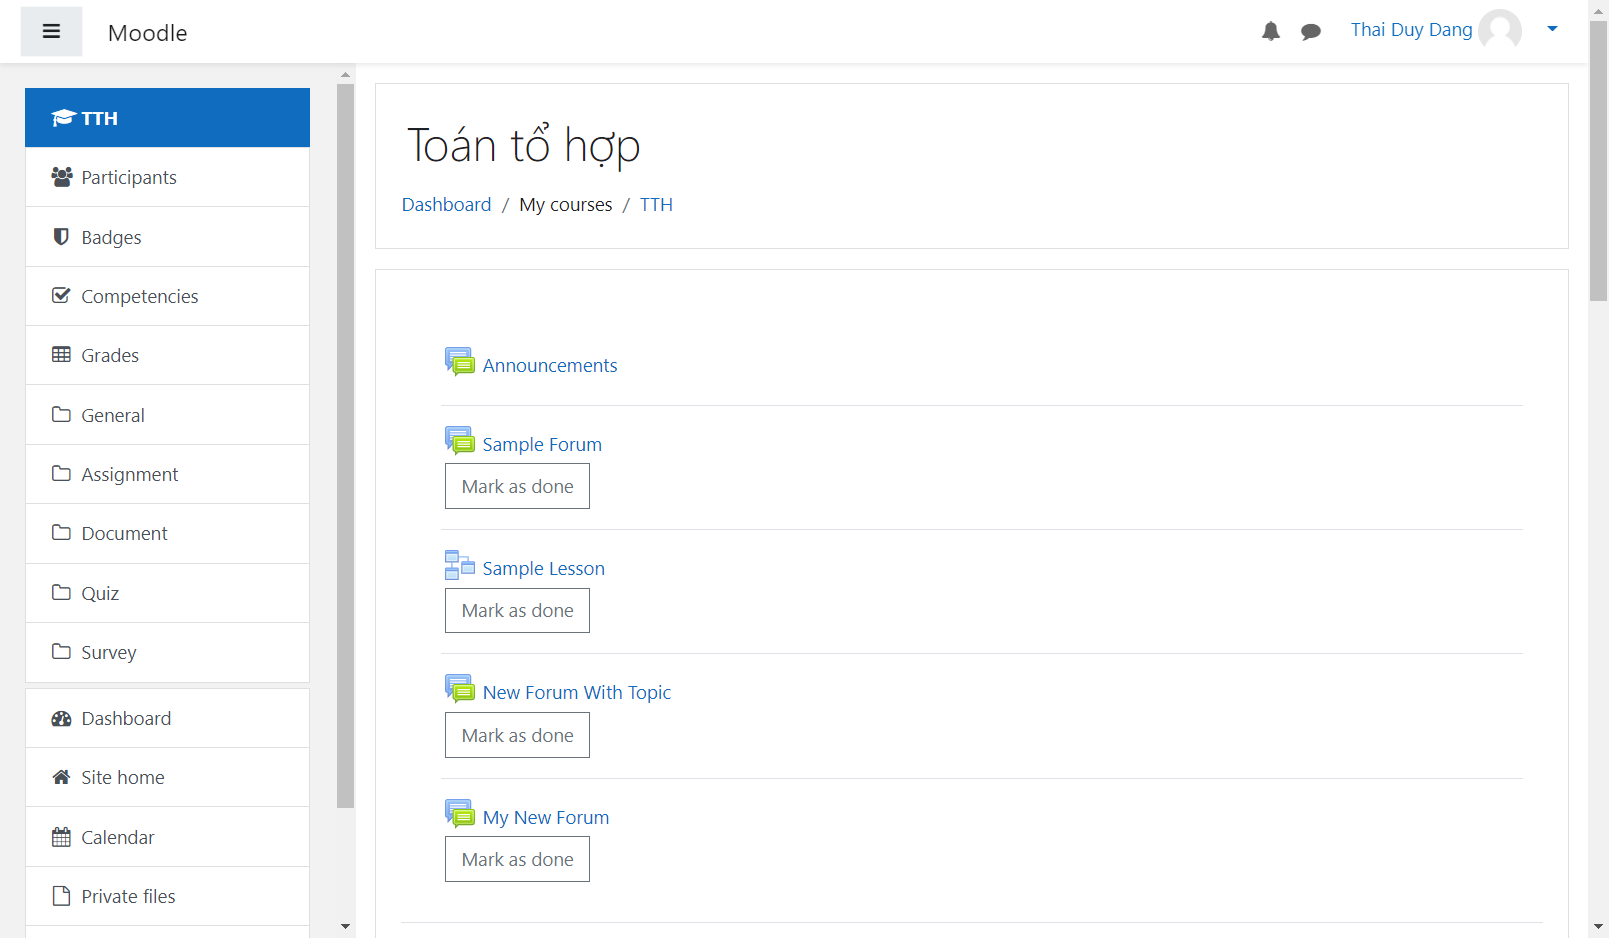 Moodle
Thai Duy Dang
TTH
Participants
Badges
Competencies
Grades
General
Assignment
Document
Quiz
Survey
Dashboard
Site home
Calendar
Private files
Toán tổ hợp
Dashboard / My courses / TTH
Announcements
Sample Forum
Mark as done
Sample Lesson
Mark as done
New Forum With Topic
Mark as done
My New Forum
Mark as done